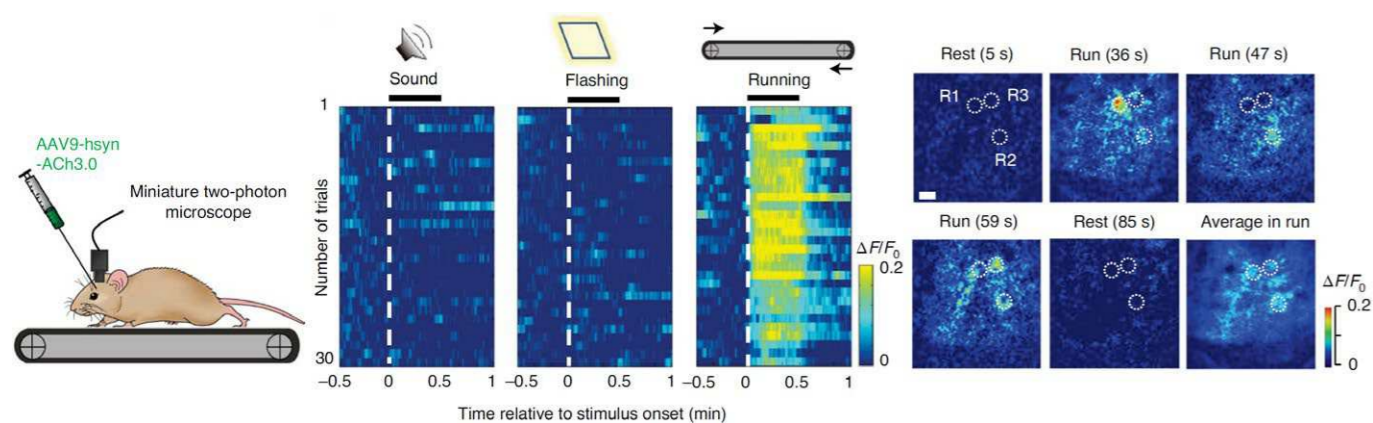 AAV9-hsyn
-ACh3.0
Miniature two-photon
microscope
Sound
Flashing
Running
Number of trials
1
30
−0.5 0 0.5 1
−0.5 0 0.5 1
−0.5 0 0.5 1
Time relative to stimulus onset (min)
ΔF/F0
0.2
0
Rest (5 s)
Run (36 s)
Run (47 s)
R1
R3
R2
Run (59 s)
Rest (85 s)
Average in run
ΔF/F0
0.2
0